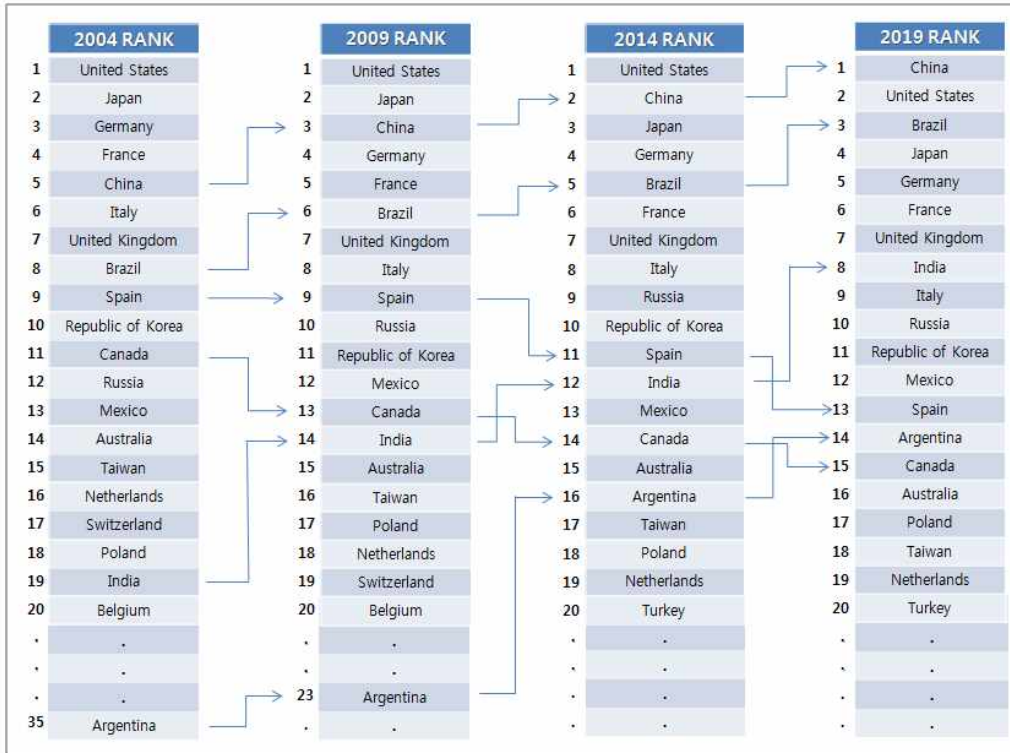 2004 RANK
1 United States
2 Japan
3 Germany
4 France
5 China
6 Italy
7 United Kingdom
8 Brazil
9 Spain
10 Republic of Korea
11 Canada
12 Russia
13 Mexico
14 Australia
15 Taiwan
16 Netherlands
17 Switzerland
18 Poland
19 India
20 Belgium
. .
. .
. .
35 Argentina
2009 RANK
1 United States
2 Japan
3 China
4 Germany
5 France
6 Brazil
7 United Kingdom
8 Italy
9 Spain
10 Russia
11 Republic of Korea
12 Mexico
13 Canada
14 India
15 Australia
16 Taiwan
17 Poland
18 Netherlands
19 Switzerland
20 Belgium
. .
. .
23 Argentina
. .
2014 RANK
1 United States
2 China
3 Japan
4 Germany
5 Brazil
6 France
7 United Kingdom
8 Italy
9 Russia
10 Republic of Korea
11 Spain
12 India
13 Mexico
14 Canada
15 Australia
16 Argentina
17 Taiwan
18 Poland
19 Netherlands
20 Turkey
. .
. .
. .
. .
2019 RANK
1 China
2 United States
3 Brazil
4 Japan
5 Germany
6 France
7 United Kingdom
8 India
9 Italy
10 Russia
11 Republic of Korea
12 Mexico
13 Spain
14 Argentina
15 Canada
16 Australia
17 Poland
18 Taiwan
19 Netherlands
20 Turkey
. .
. .
. .
. .